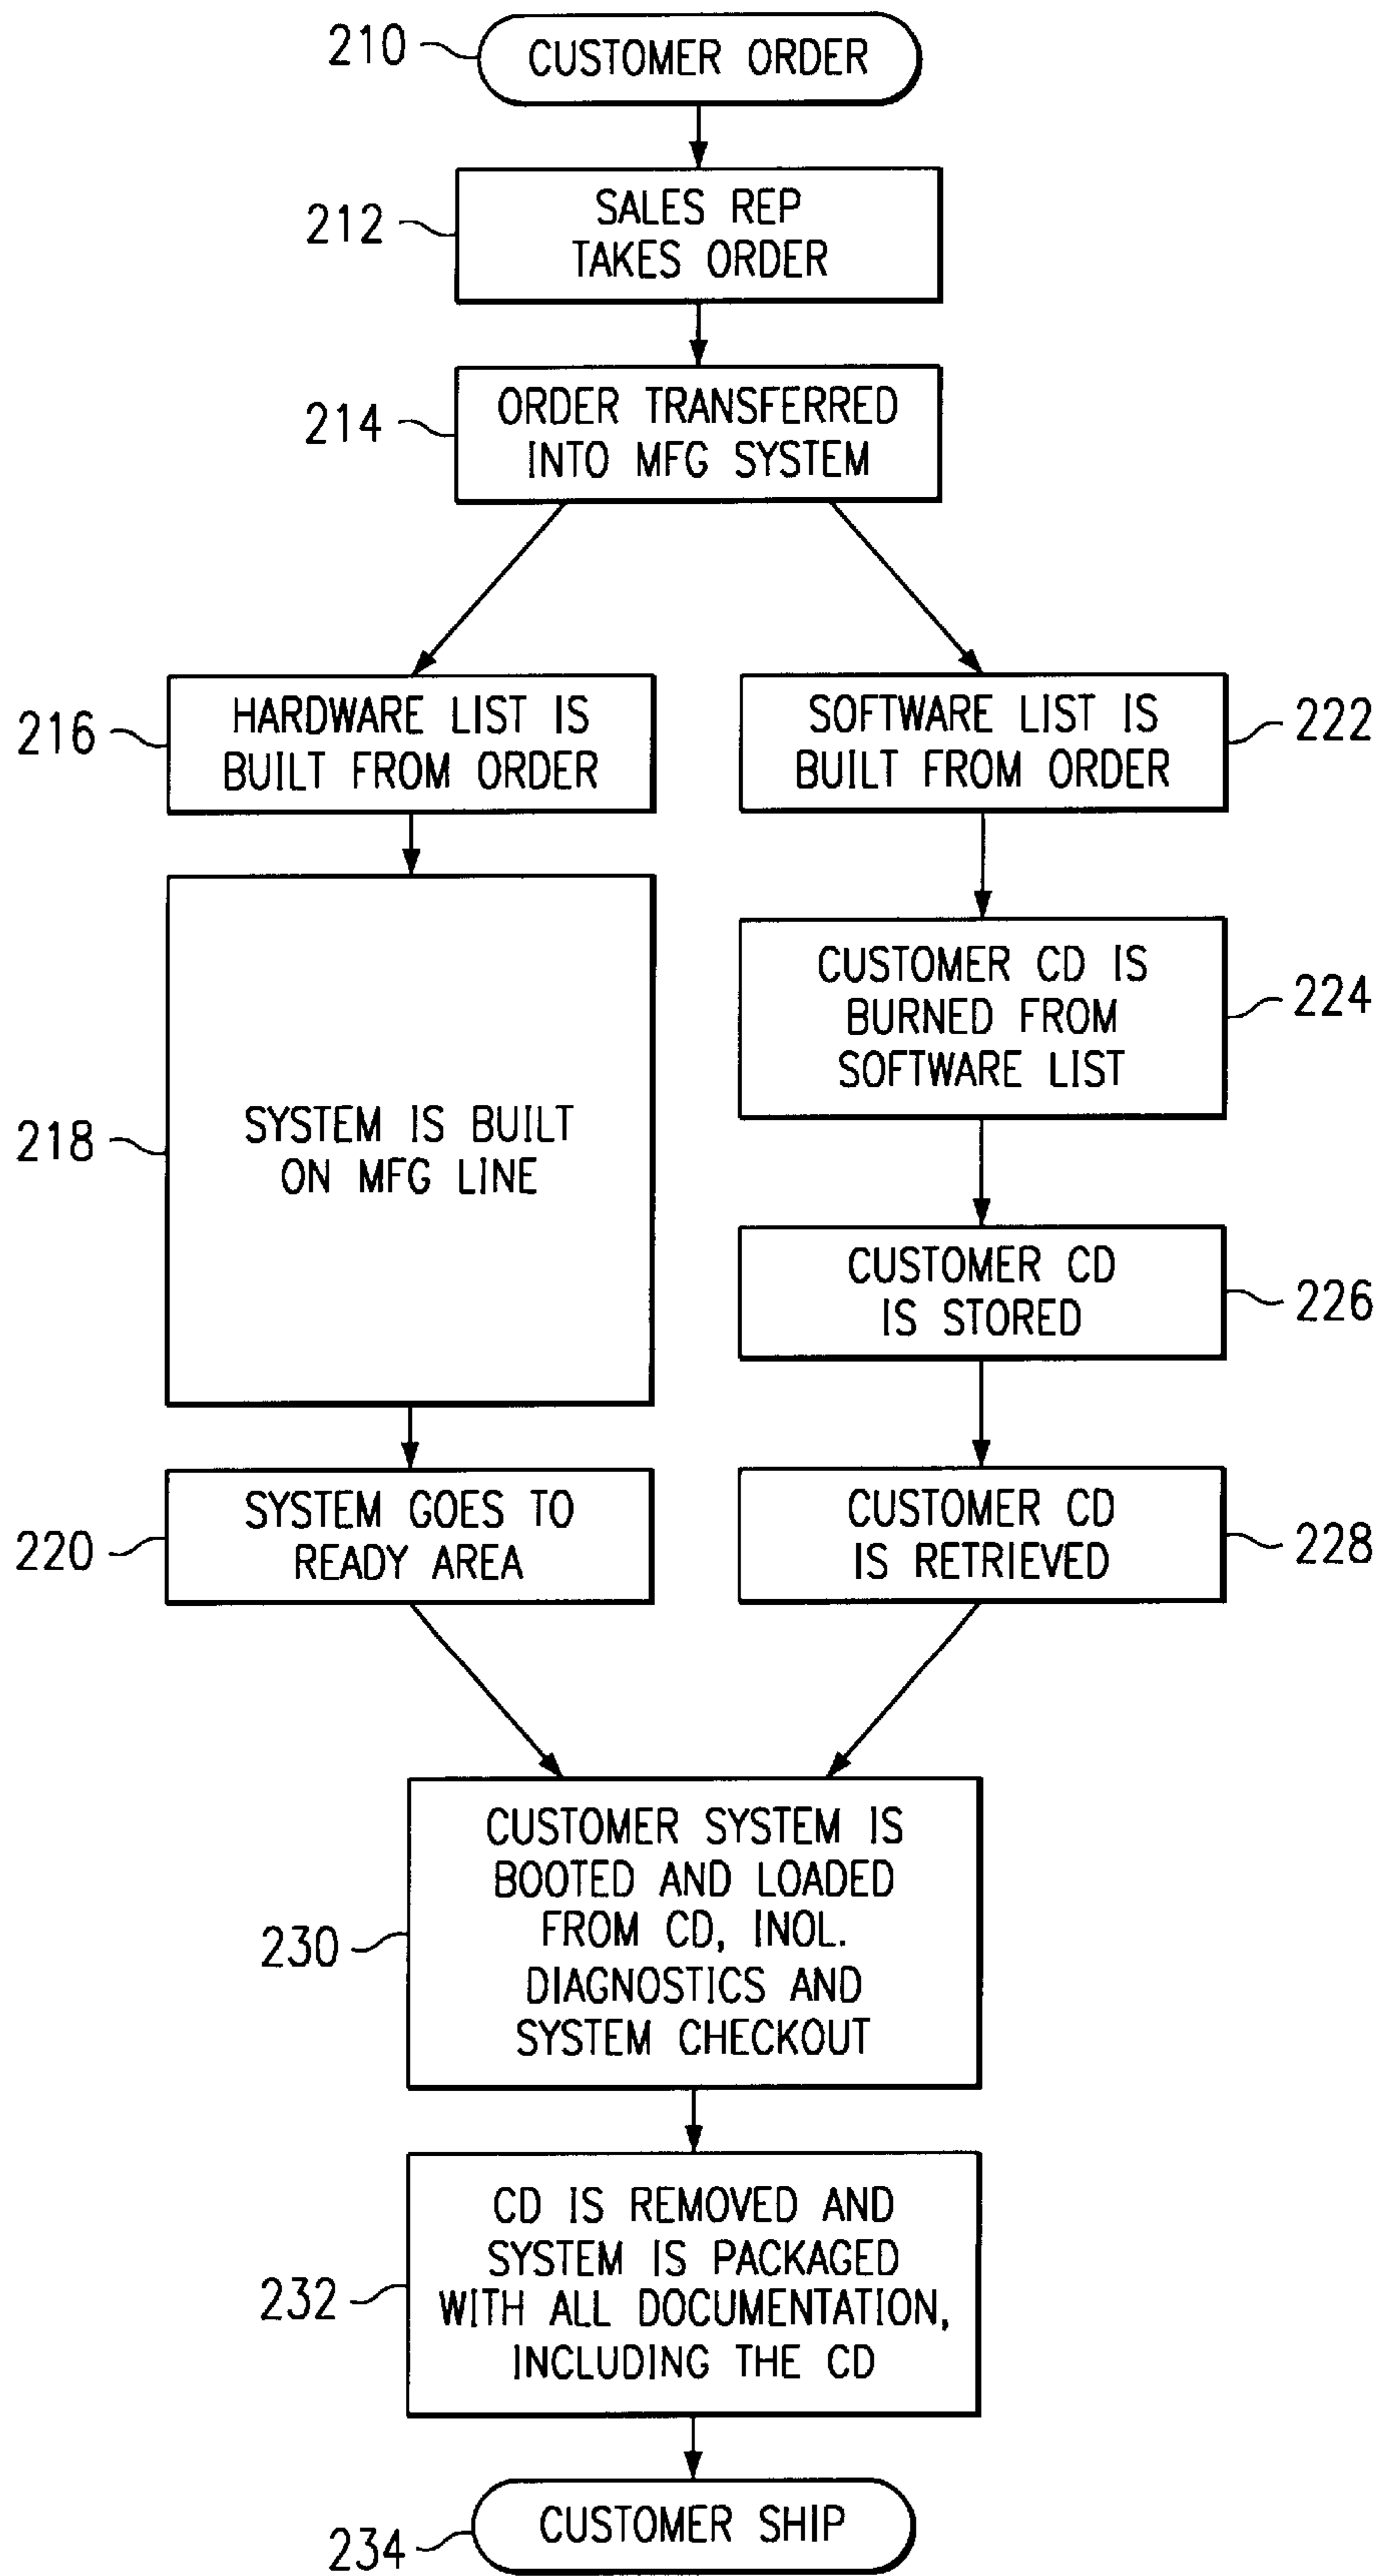 210
CUSTOMER ORDER
212
SALES REP
TAKES ORDER
214
ORDER TRANSFERRED
INTO MFG SYSTEM
216
HARDWARE LIST IS
BUILT FROM ORDER
SOFTWARE LIST IS
BUILT FROM ORDER
222
218
SYSTEM IS BUILT
ON MFG LINE
CUSTOMER CD IS
BURNED FROM
SOFTWARE LIST
224
CUSTOMER CD
IS STORED
226
220
SYSTEM GOES TO
READY AREA
CUSTOMER CD
IS RETRIEVED
228
230
CUSTOMER SYSTEM IS
BOOTED AND LOADED
FROM CD, INOL.
DIAGNOSTICS AND
SYSTEM CHECKOUT
232
CD IS REMOVED AND
SYSTEM IS PACKAGED
WITH ALL DOCUMENTATION,
INCLUDING THE CD
234
CUSTOMER SHIP